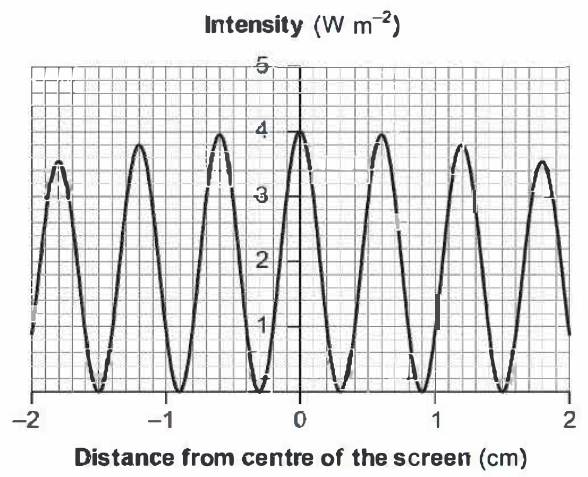 Intensity (W m⁻²)
5
4
3
2
1
−2 −1 0 1 2
Distance from centre of the screen (cm)